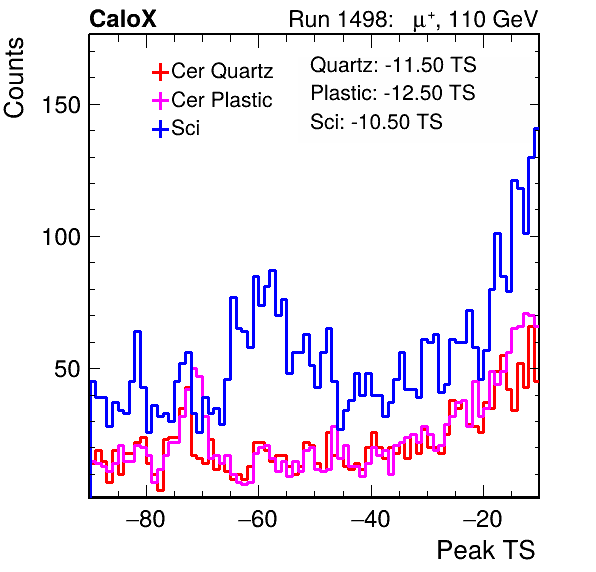 CaloX Run 1498: μ⁺, 110 GeV
Counts
Cer Quartz
Cer Plastic
Sci
Quartz: -11.50 TS
Plastic: -12.50 TS
Sci: -10.50 TS
150
100
50
−80 −60 −40 −20
Peak TS